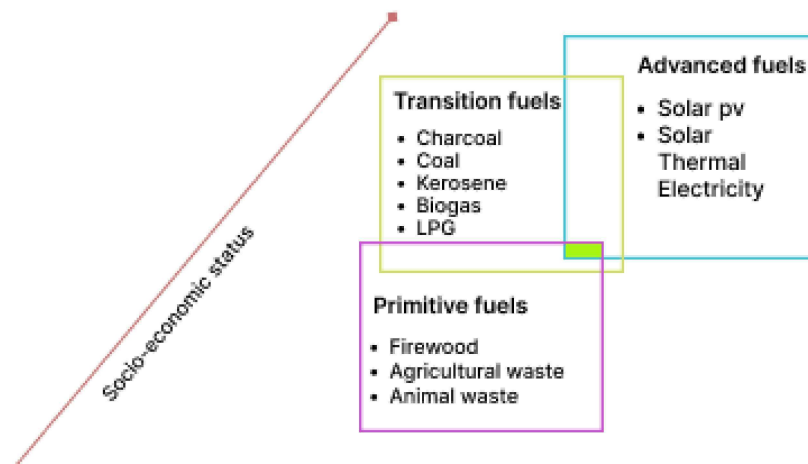 Advanced fuels
• Solar pv
• Solar
Thermal
Electricity
Transition fuels
• Charcoal
• Coal
• Kerosene
• Biogas
• LPG
Primitive fuels
• Firewood
• Agricultural waste
• Animal waste
Socio-economic status